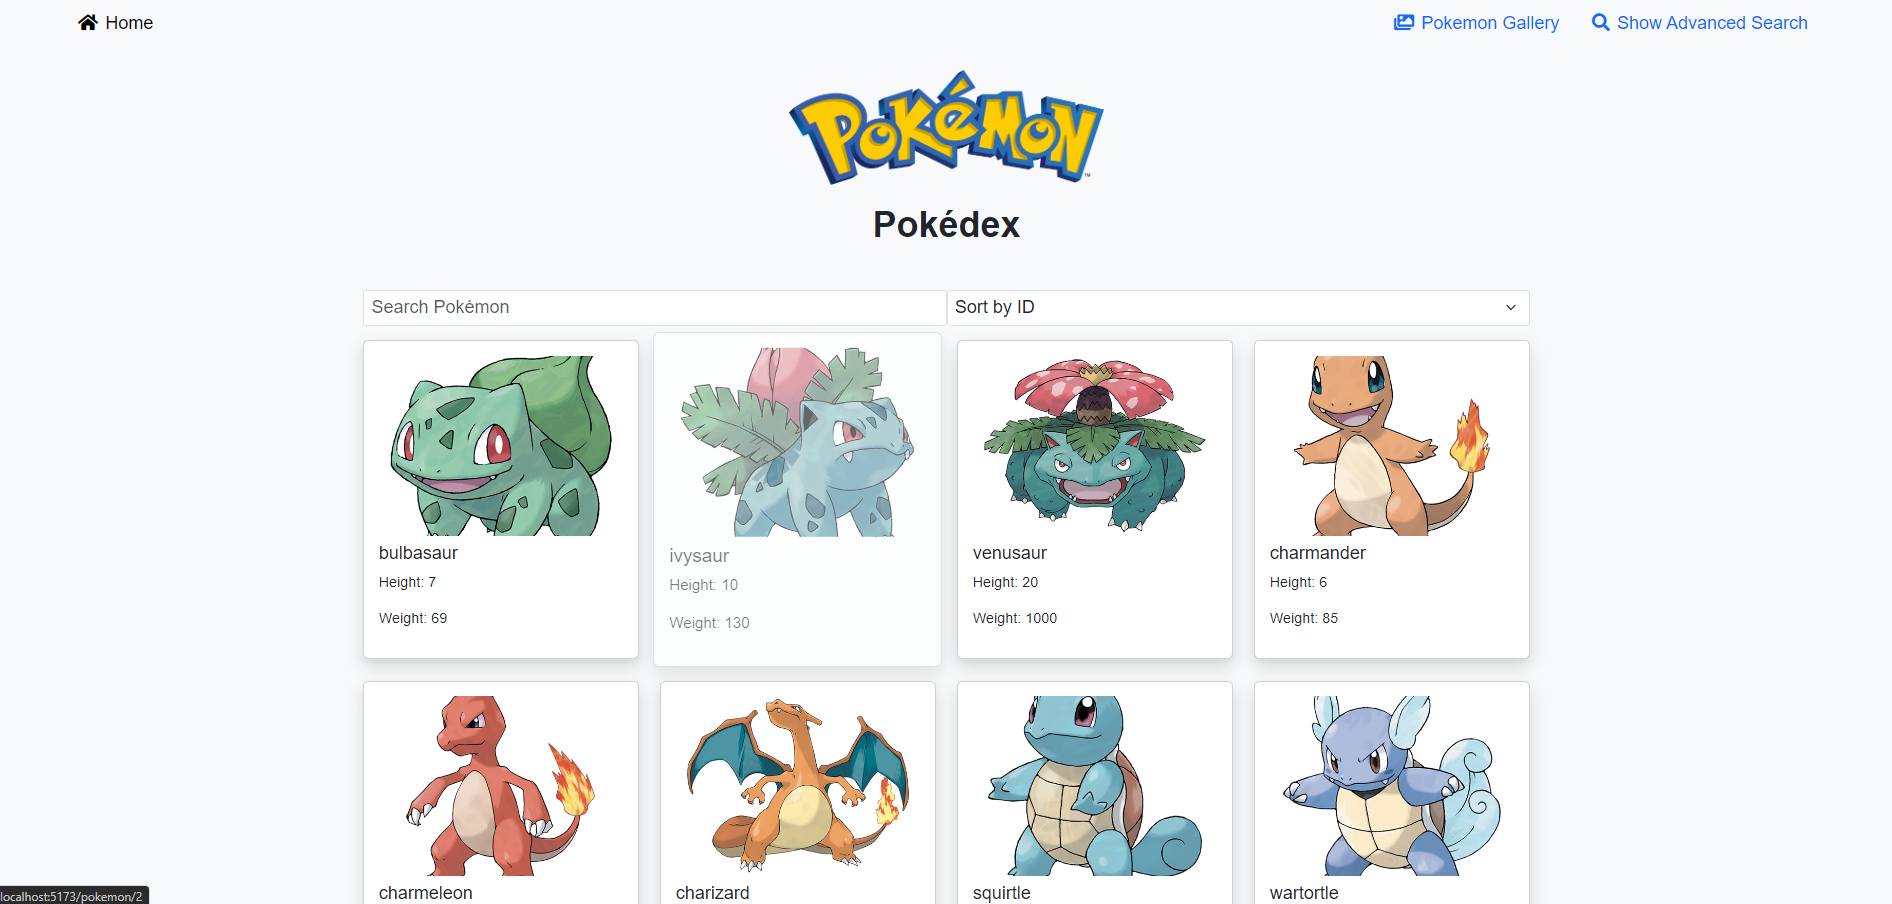 Home
Pokemon Gallery
Show Advanced Search
POKéMON
™
Pokédex
Search Pokémon
Sort by ID
bulbasaur
Height: 7
Weight: 69
ivysaur
Height: 10
Weight: 130
venusaur
Height: 20
Weight: 1000
charmander
Height: 6
Weight: 85
charmeleon
charizard
squirtle
wartortle
localhost:5173/pokemon/2